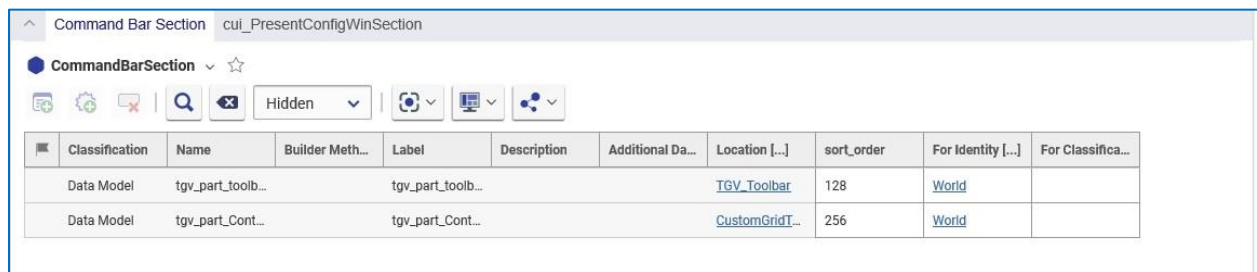 Command Bar Section cui_PresentConfigWinSection
CommandBarSection
Hidden
Classification Name Builder Meth... Label Description Additional Da... Location [...] sort_order For Identity [...] For Classifica...
Data Model tgv_part_toolb... tgv_part_toolb... TGV_Toolbar 128 World
Data Model tgv_part_Cont... tgv_part_Cont... CustomGridT... 256 World